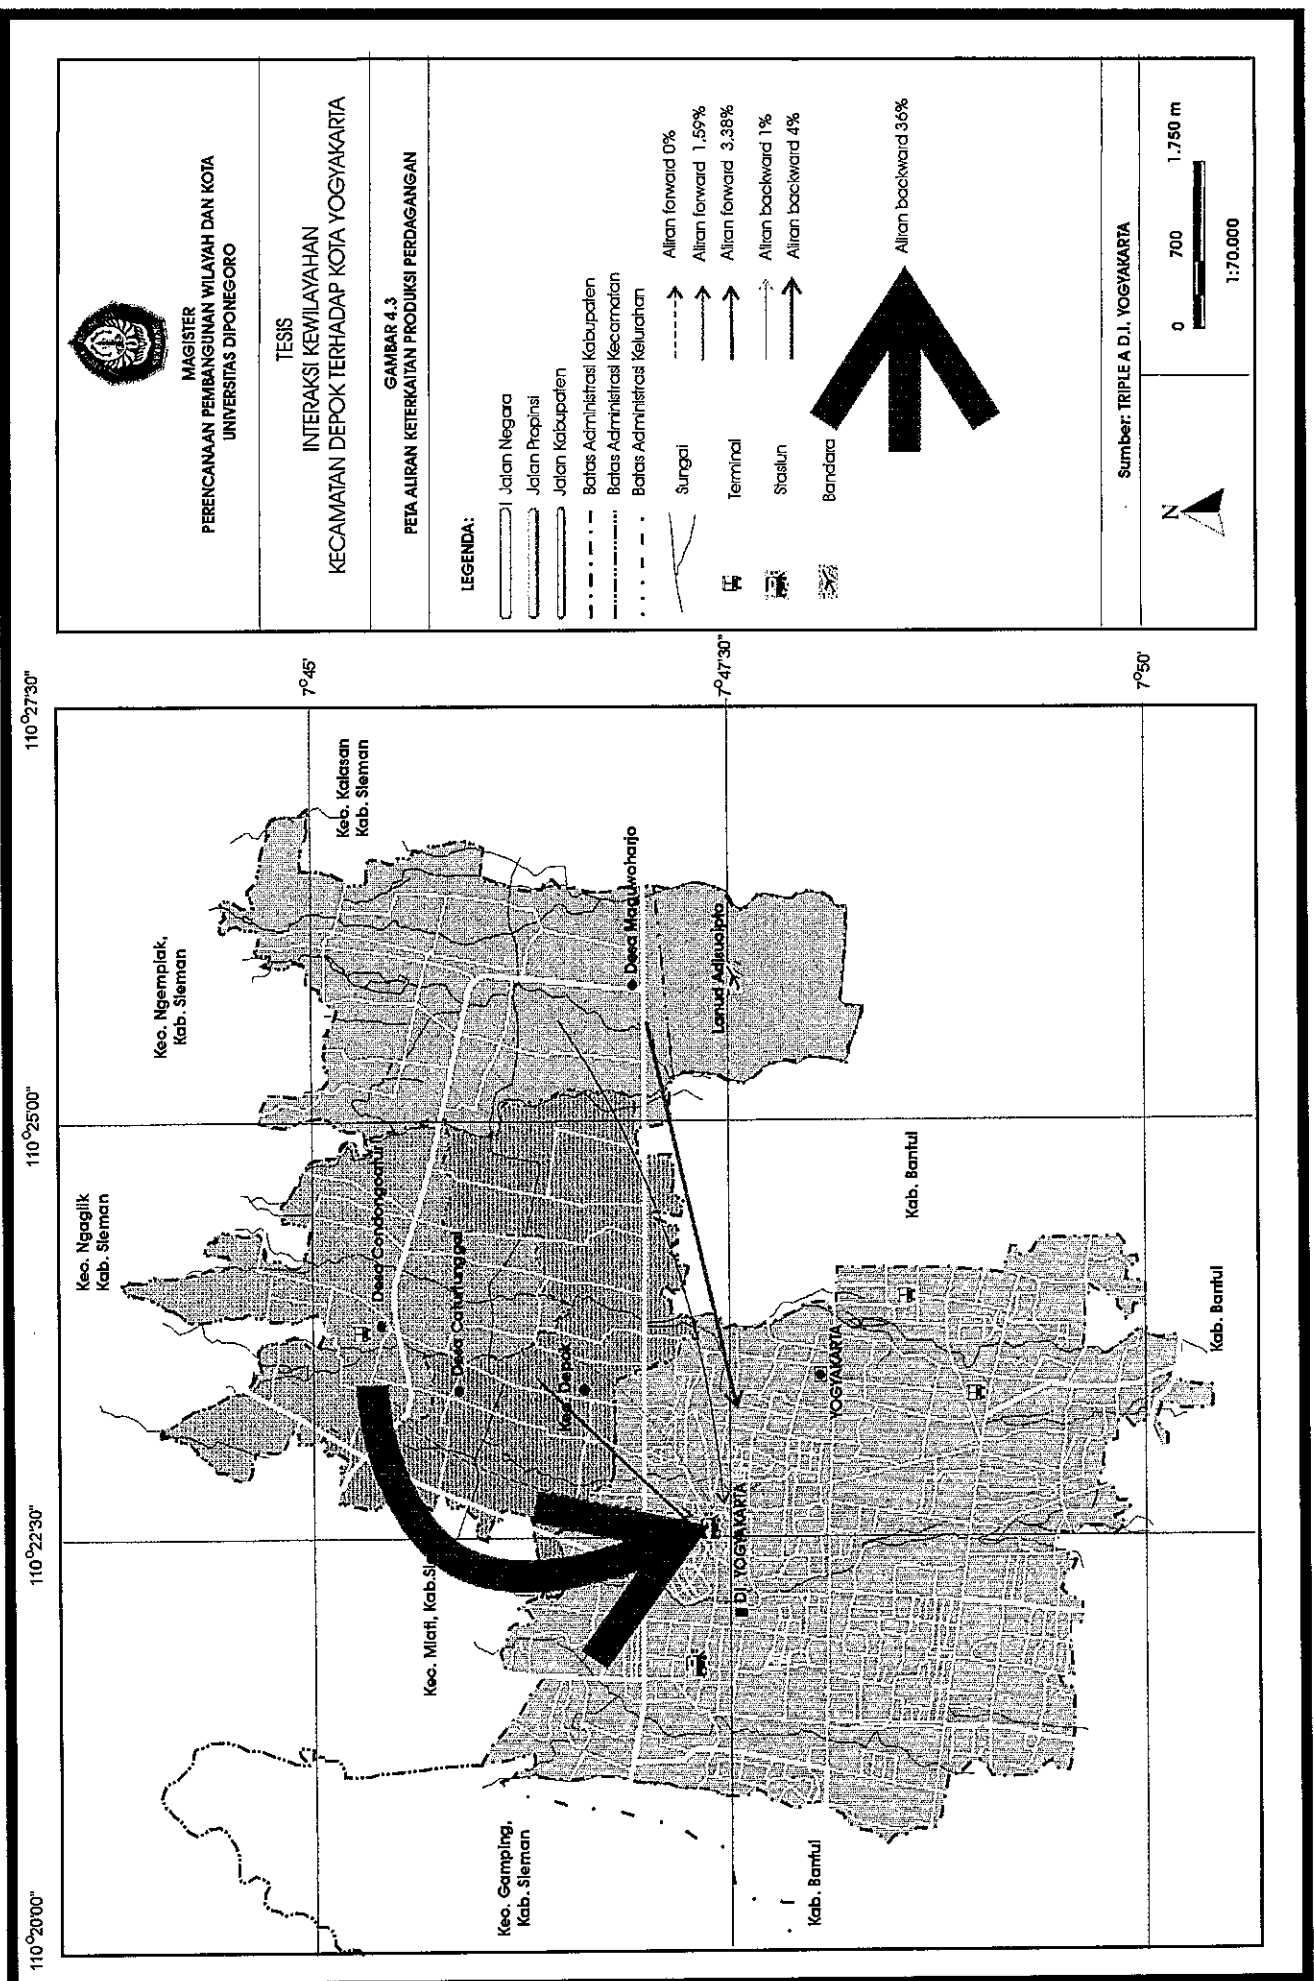 MAGISTER
PERENCANAAN PEMBANGUNAN WILAYAH DAN KOTA
UNIVERSITAS DIPONEGORO
TESIS
INTERAKSI KEWILAYAHAN
KECAMATAN DEPOK TERHADAP KOTA YOGYAKARTA
GAMBAR 4.3
PETA ALIRAN KETERKAITAN PRODUKSI PERDAGANGAN
LEGENDA:
Jalan Negara
Jalan Propinsi
Jalan Kabupaten
Batas Administrasi Kabupaten
Batas Administrasi Kecamatan
Batas Administrasi Kelurahan
Sungai
Terminal
Stasiun
Bandara
Aliran forward 0%
Aliran forward 1.59%
Aliran forward 3.38%
Aliran backward 1%
Aliran backward 4%
Aliran backward 36%
Sumber: TRIPLE A D.I. YOGYAKARTA
N
0 700 1.750 m
1:70.000
110°20'00"
110°22'30"
110°25'00"
110°27'30"
7°45'
7°47'30"
7°50'
Kec. Ngaglik
Kab. Sleman
Kec. Ngemplak,
Kab. Sleman
Kec. Kalasan
Kab. Sleman
Desa Condongcatur
Desa Caturtunggal
Kec. Depok
Desa Maguwoharjo
Lanud Adisucipto
Kec. Mlati, Kab.Sl
D.I. YOGYAKARTA
YOGYAKARTA
Kec. Gamping,
Kab. Sleman
Kab. Bantul
Kab. Bantul
Kab. Bantul